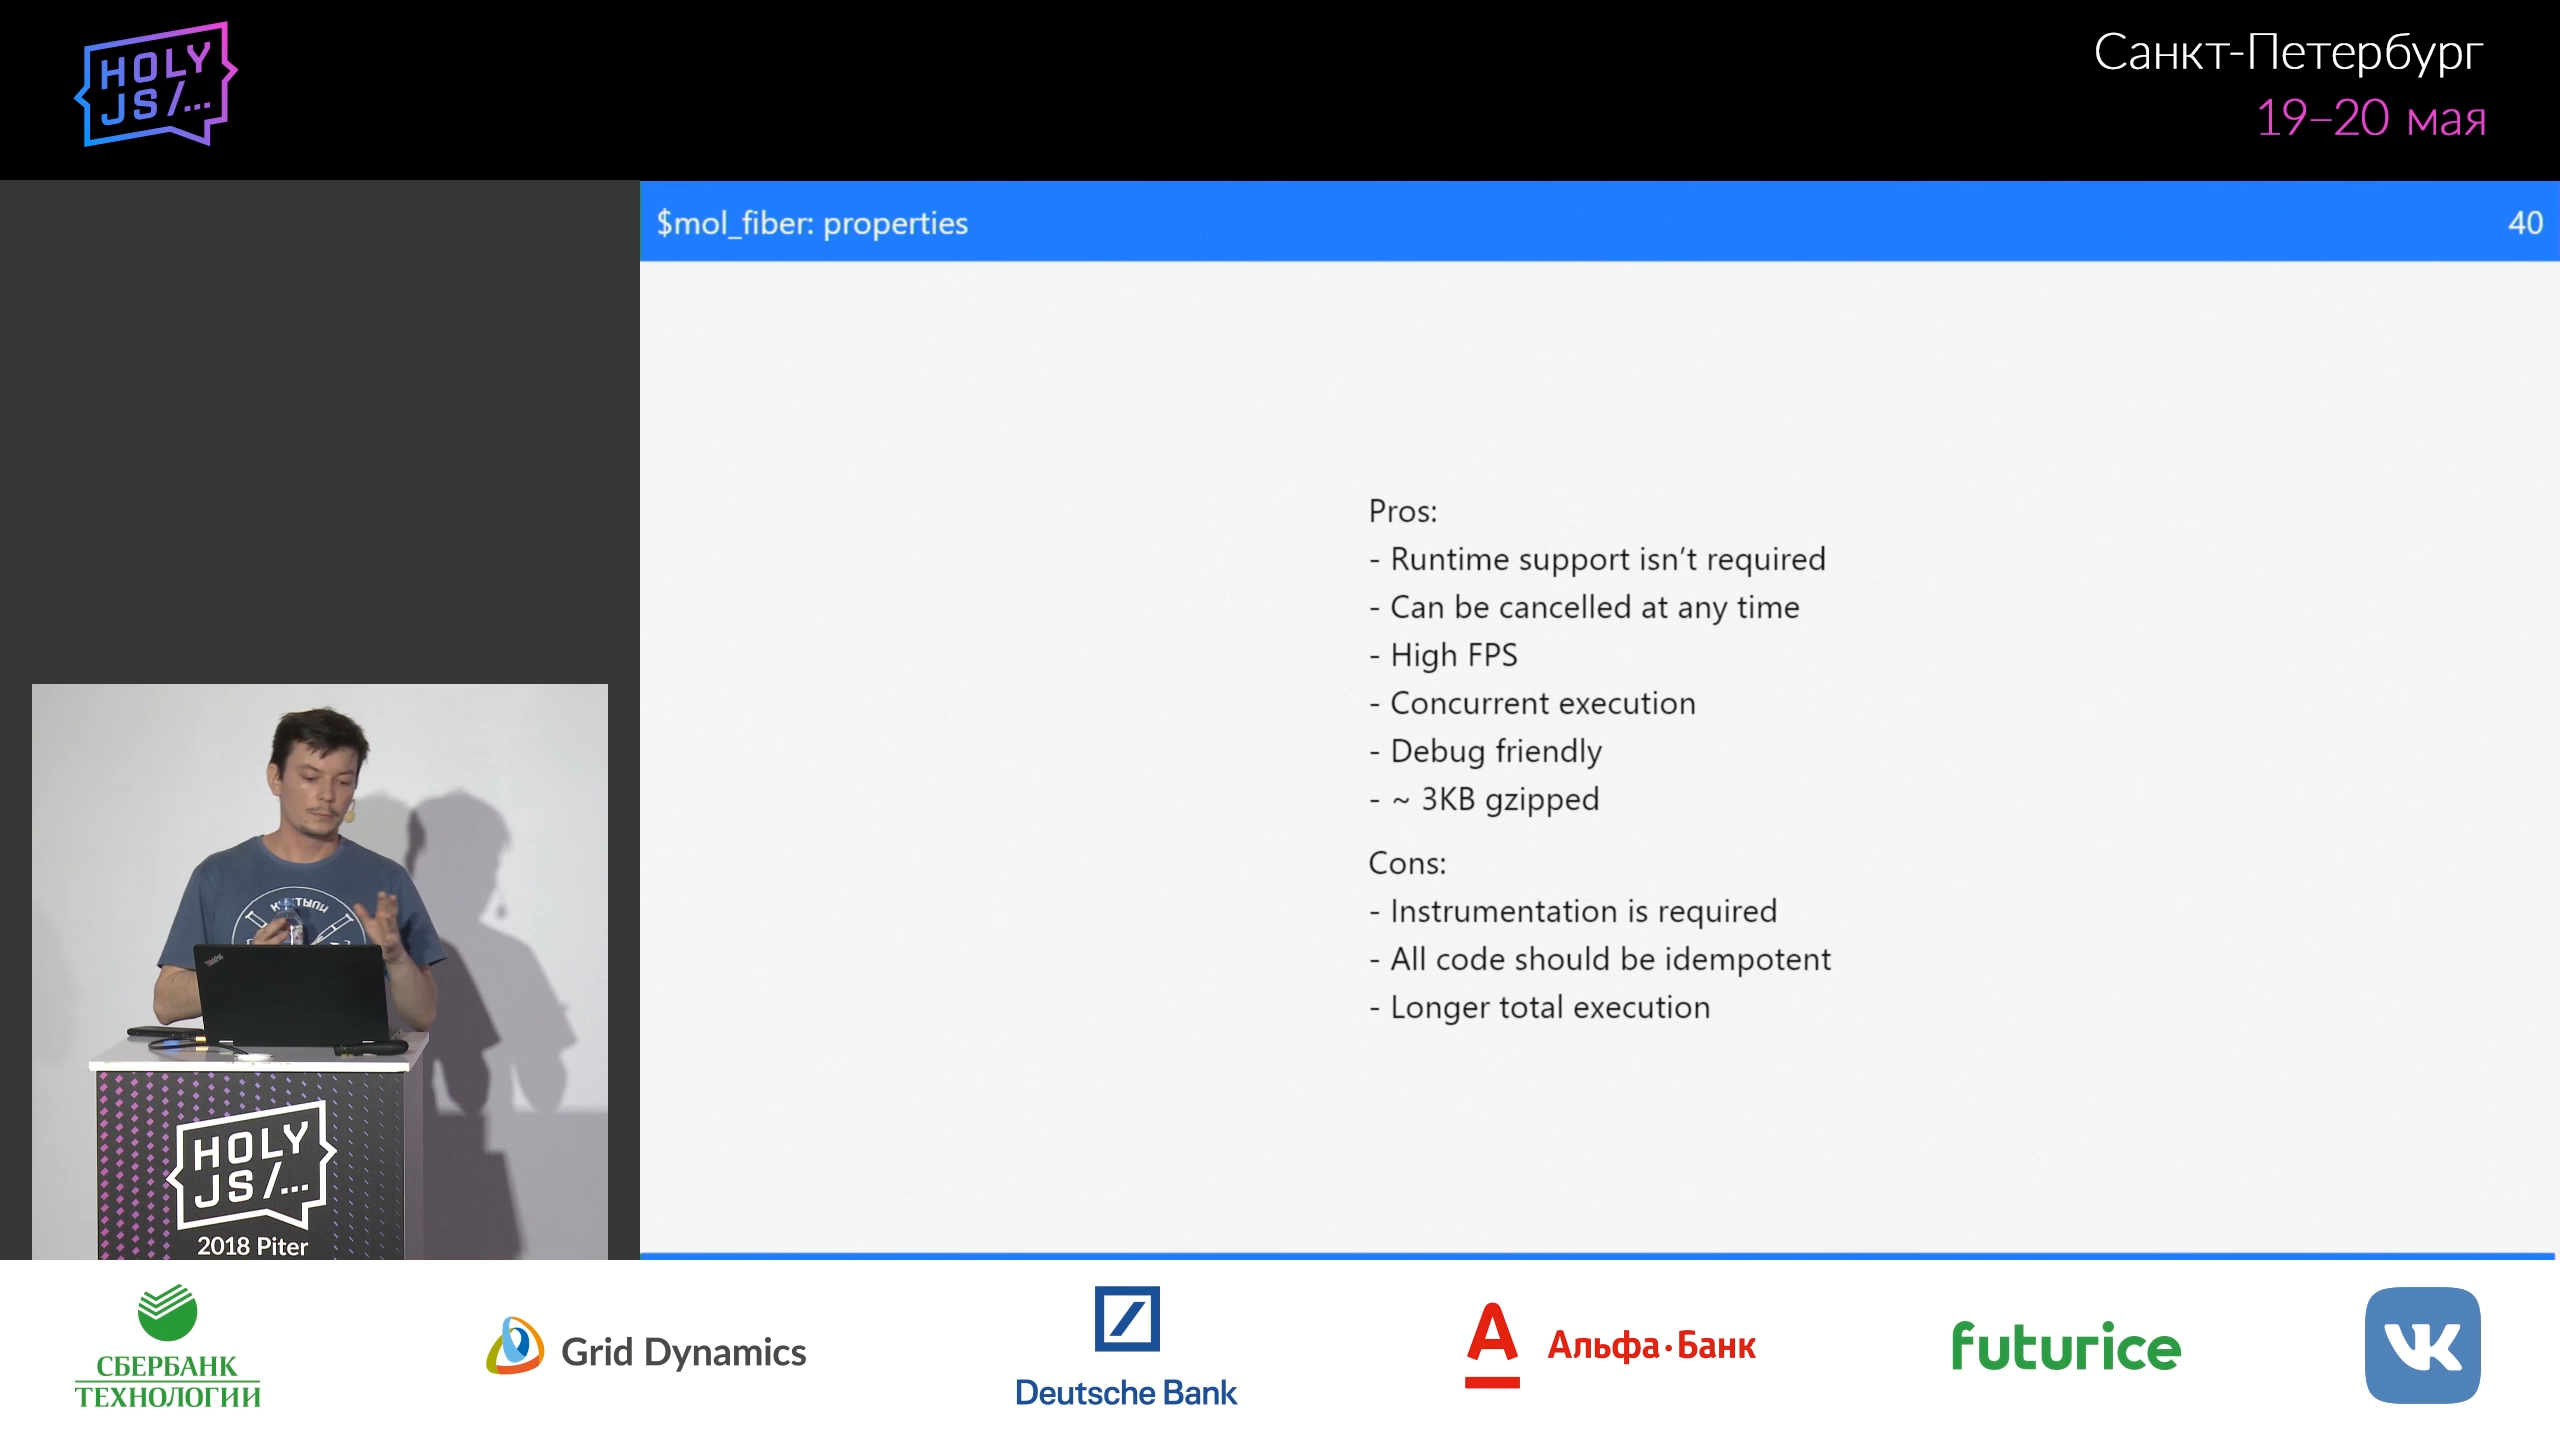 HOLY
JS/...
Санкт-Петербург
19–20 мая
$mol_fiber: properties
40
Pros:
- Runtime support isn’t required
- Can be cancelled at any time
- High FPS
- Concurrent execution
- Debug friendly
- ~ 3KB gzipped
Cons:
- Instrumentation is required
- All code should be idempotent
- Longer total execution
ThinkPad
HOLY
JS/...
2018 Piter
СБЕРБАНК
ТЕХНОЛОГИИ
Grid Dynamics
Deutsche Bank
А
Альфа·Банк
futurice
VK